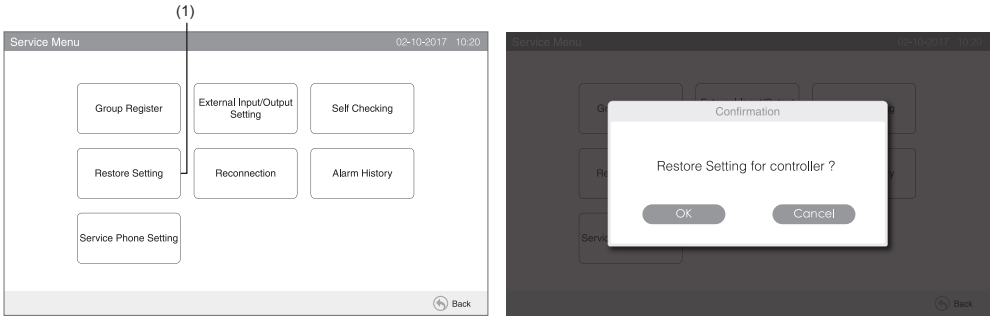 (1)
Service Menu 02-10-2017 10:20
Group Register
External Input/Output
Setting
Self Checking
Restore Setting
Reconnection
Alarm History
Service Phone Setting
Back
Service Menu 02-10-2017 10:20
Confirmation
Restore Setting for controller ?
OK Cancel
Back